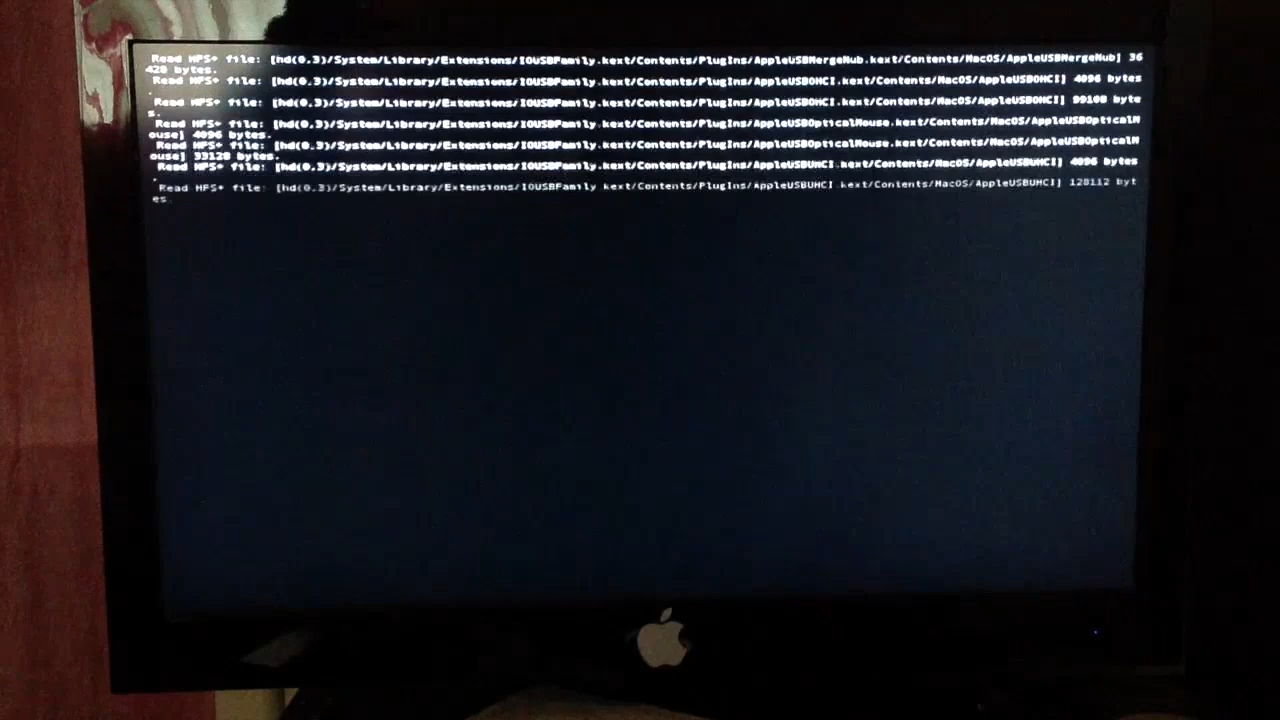 Read HFS+ file: [hd(0.3)/System/Library/Extensions/IOUSBFamily.kext/Contents/PlugIns/AppleUSBMergeNub.kext/Contents/MacOS/AppleUSBMergeNub] 36
428 bytes.
Read HFS+ file: [hd(0.3)/System/Library/Extensions/IOUSBFamily.kext/Contents/PlugIns/AppleUSBOHCI.kext/Contents/MacOS/AppleUSBOHCI] 4096 bytes
.
Read HFS+ file: [hd(0.3)/System/Library/Extensions/IOUSBFamily.kext/Contents/PlugIns/AppleUSBOHCI.kext/Contents/MacOS/AppleUSBOHCI] 99108 byte
s.
Read HFS+ file: [hd(0.3)/System/Library/Extensions/IOUSBFamily.kext/Contents/PlugIns/AppleUSBOpticalMouse.kext/Contents/MacOS/AppleUSBOpticalM
ouse] 4096 bytes.
Read HFS+ file: [hd(0.3)/System/Library/Extensions/IOUSBFamily.kext/Contents/PlugIns/AppleUSBOpticalMouse.kext/Contents/MacOS/AppleUSBOpticalM
ouse] 33128 bytes.
Read HFS+ file: [hd(0.3)/System/Library/Extensions/IOUSBFamily.kext/Contents/PlugIns/AppleUSBUHCI.kext/Contents/MacOS/AppleUSBUHCI] 4096 bytes
.
Read HFS+ file: [hd(0.3)/System/Library/Extensions/IOUSBFamily.kext/Contents/PlugIns/AppleUSBUHCI.kext/Contents/MacOS/AppleUSBUHCI] 128112 byt
es.